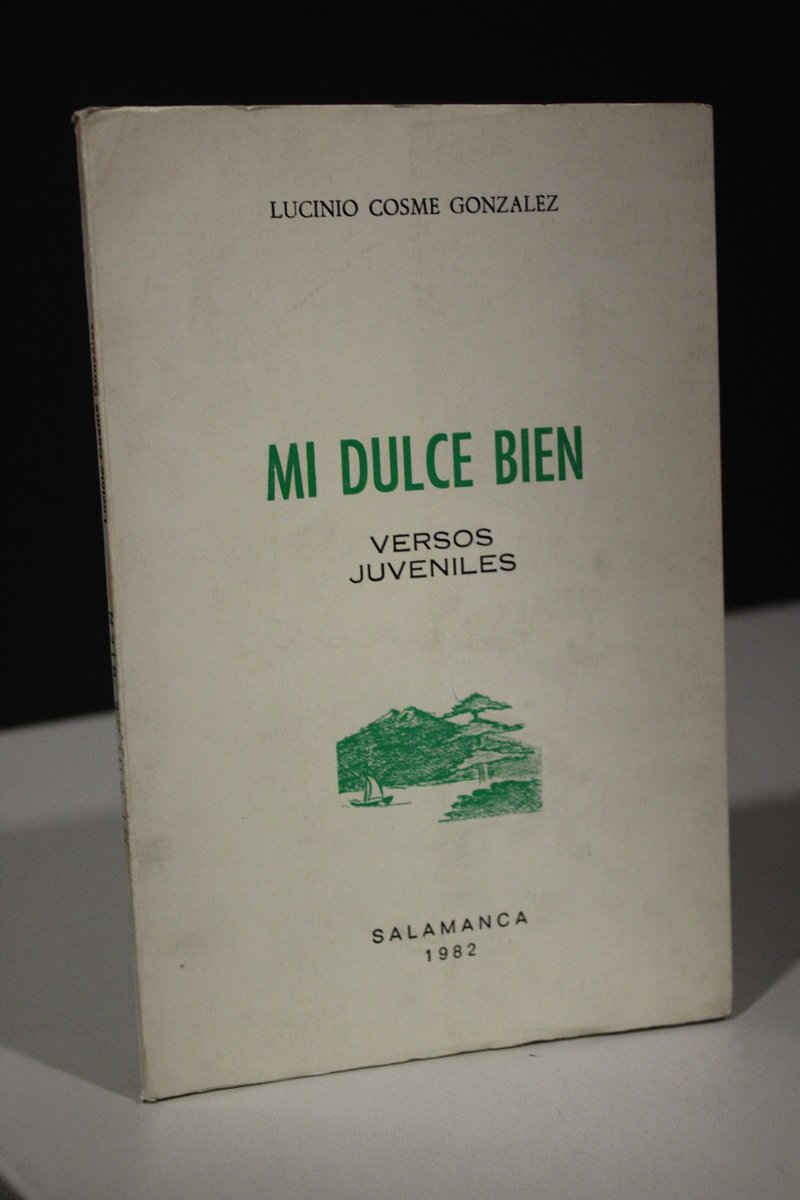 LUCINIO COSME GONZALEZ
MI DULCE BIEN
VERSOS
JUVENILES
SALAMANCA
1982